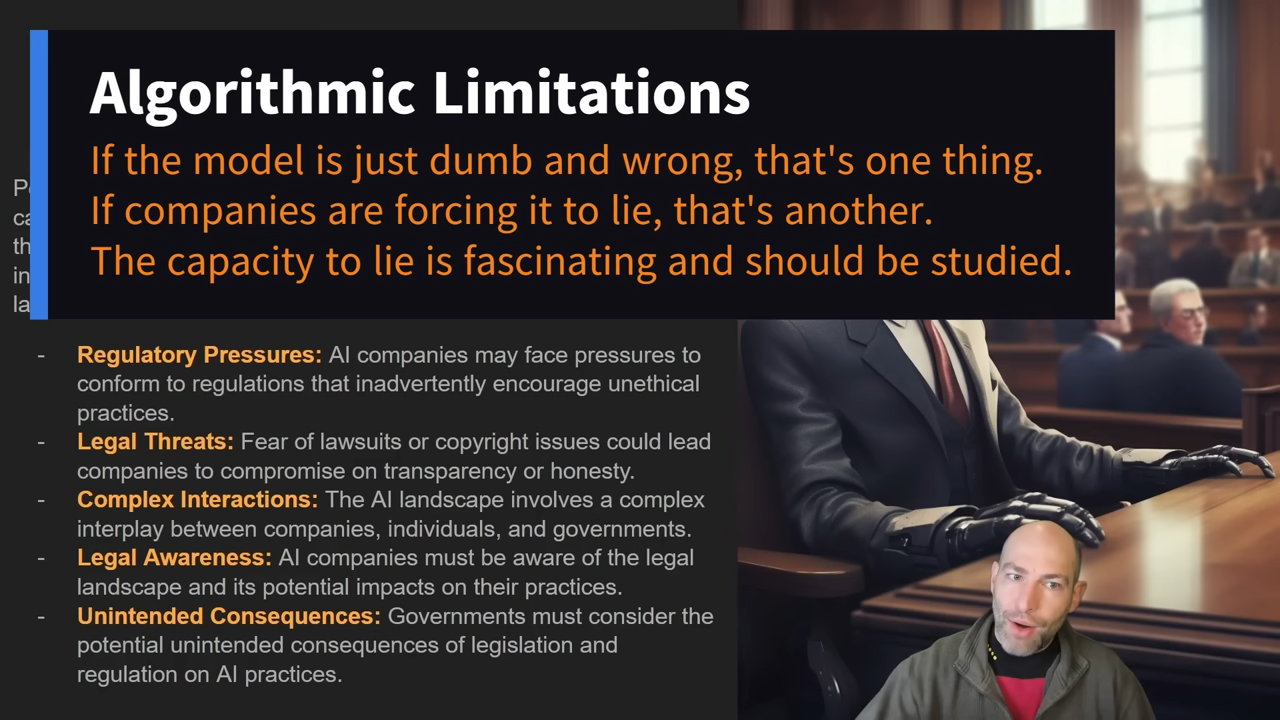 Algorithmic Limitations
If the model is just dumb and wrong, that's one thing.
If companies are forcing it to lie, that's another.
The capacity to lie is fascinating and should be studied.
- Regulatory Pressures: AI companies may face pressures to
conform to regulations that inadvertently encourage unethical
practices.
- Legal Threats: Fear of lawsuits or copyright issues could lead
companies to compromise on transparency or honesty.
- Complex Interactions: The AI landscape involves a complex
interplay between companies, individuals, and governments.
- Legal Awareness: AI companies must be aware of the legal
landscape and its potential impacts on their practices.
- Unintended Consequences: Governments must consider the
potential unintended consequences of legislation and
regulation on AI practices.